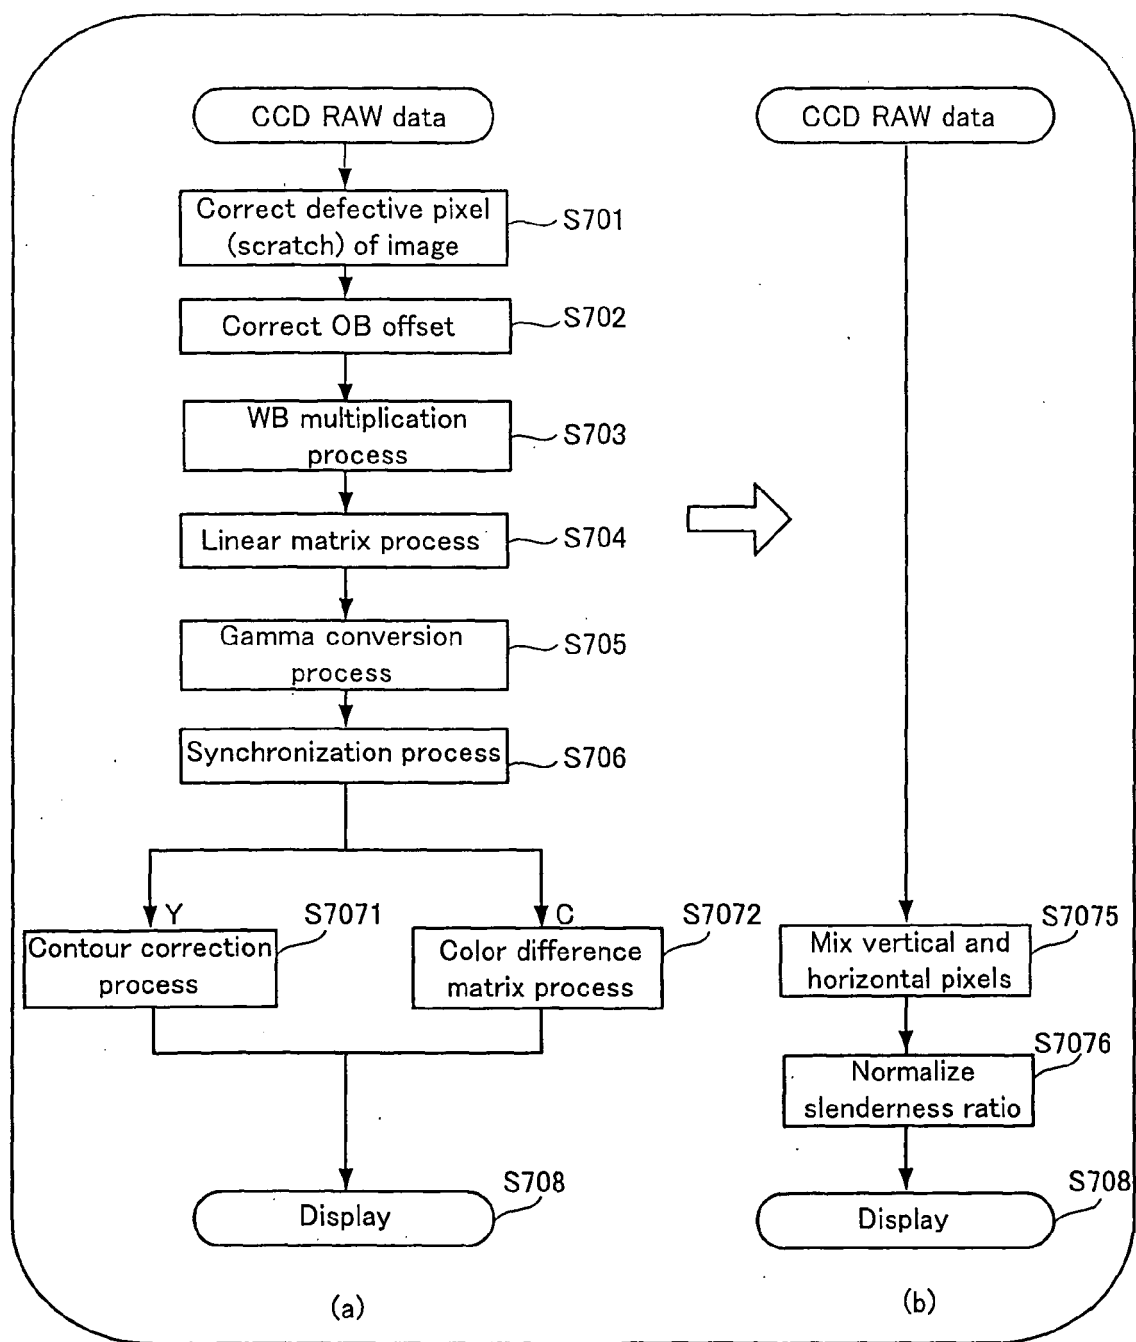 CCD RAW data
Correct defective pixel
(scratch) of image
S701
Correct OB offset
S702
WB multiplication
process
S703
Linear matrix process
S704
Gamma conversion
process
S705
Synchronization process
S706
Y
Contour correction
process
S7071
C
Color difference
matrix process
S7072
Display
S708
(a)
CCD RAW data
Mix vertical and
horizontal pixels
S7075
Normalize
slenderness ratio
S7076
Display
S708
(b)